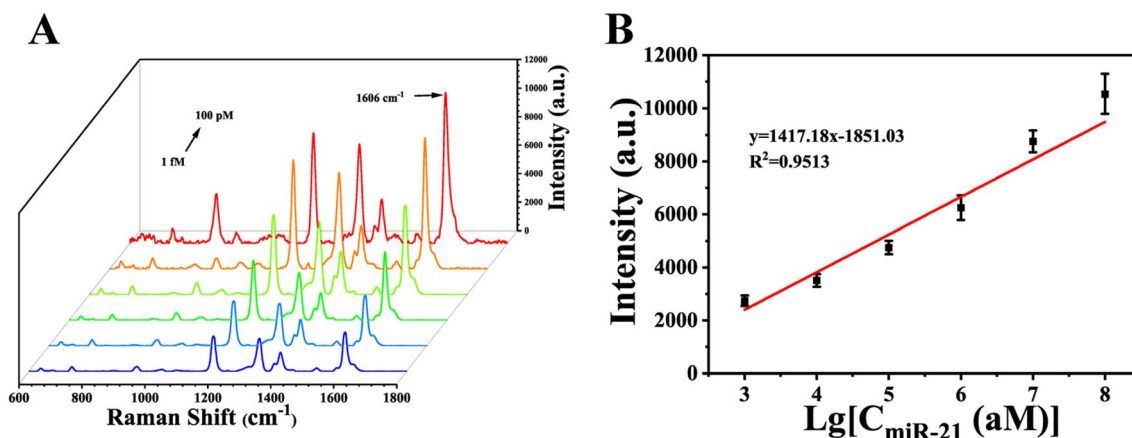 A
12000
10000
8000
6000
4000
2000
0
Intensity (a.u.)
1606 cm⁻¹
100 pM
1 fM
600 800 1000 1200 1400 1600 1800
Raman Shift (cm⁻¹)
B
12000
10000
8000
6000
4000
2000
0
Intensity (a.u.)
y=1417.18x-1851.03
R²=0.9513
3 4 5 6 7 8
Lg[C_miR-21 (aM)]